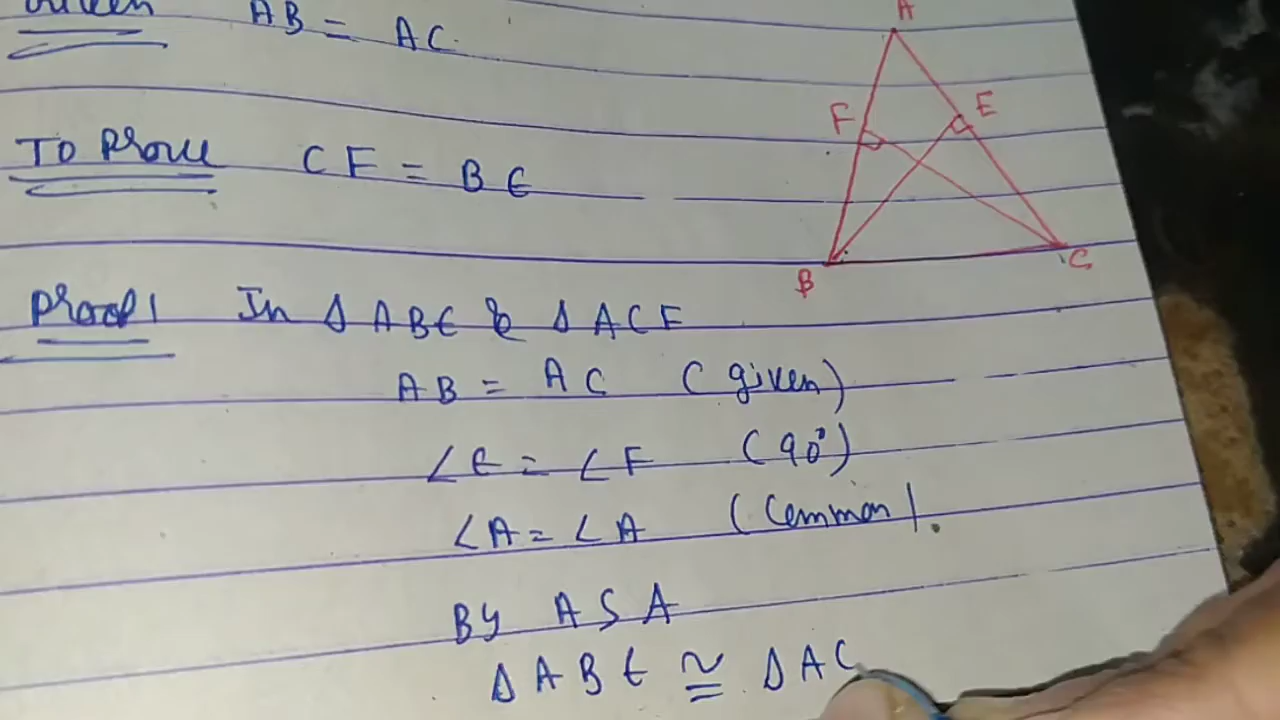 Given AB = AC.
A
F E
To Prove CF = BE
B C
Proof In Δ ABE & Δ ACF
AB = AC (given)
∠E = ∠F (90°)
∠A = ∠A (Common).
By ASA
Δ ABE ≅ Δ AC